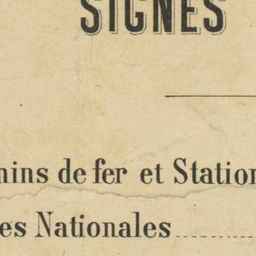 SIGNES
mins de fer et Station
es Nationales